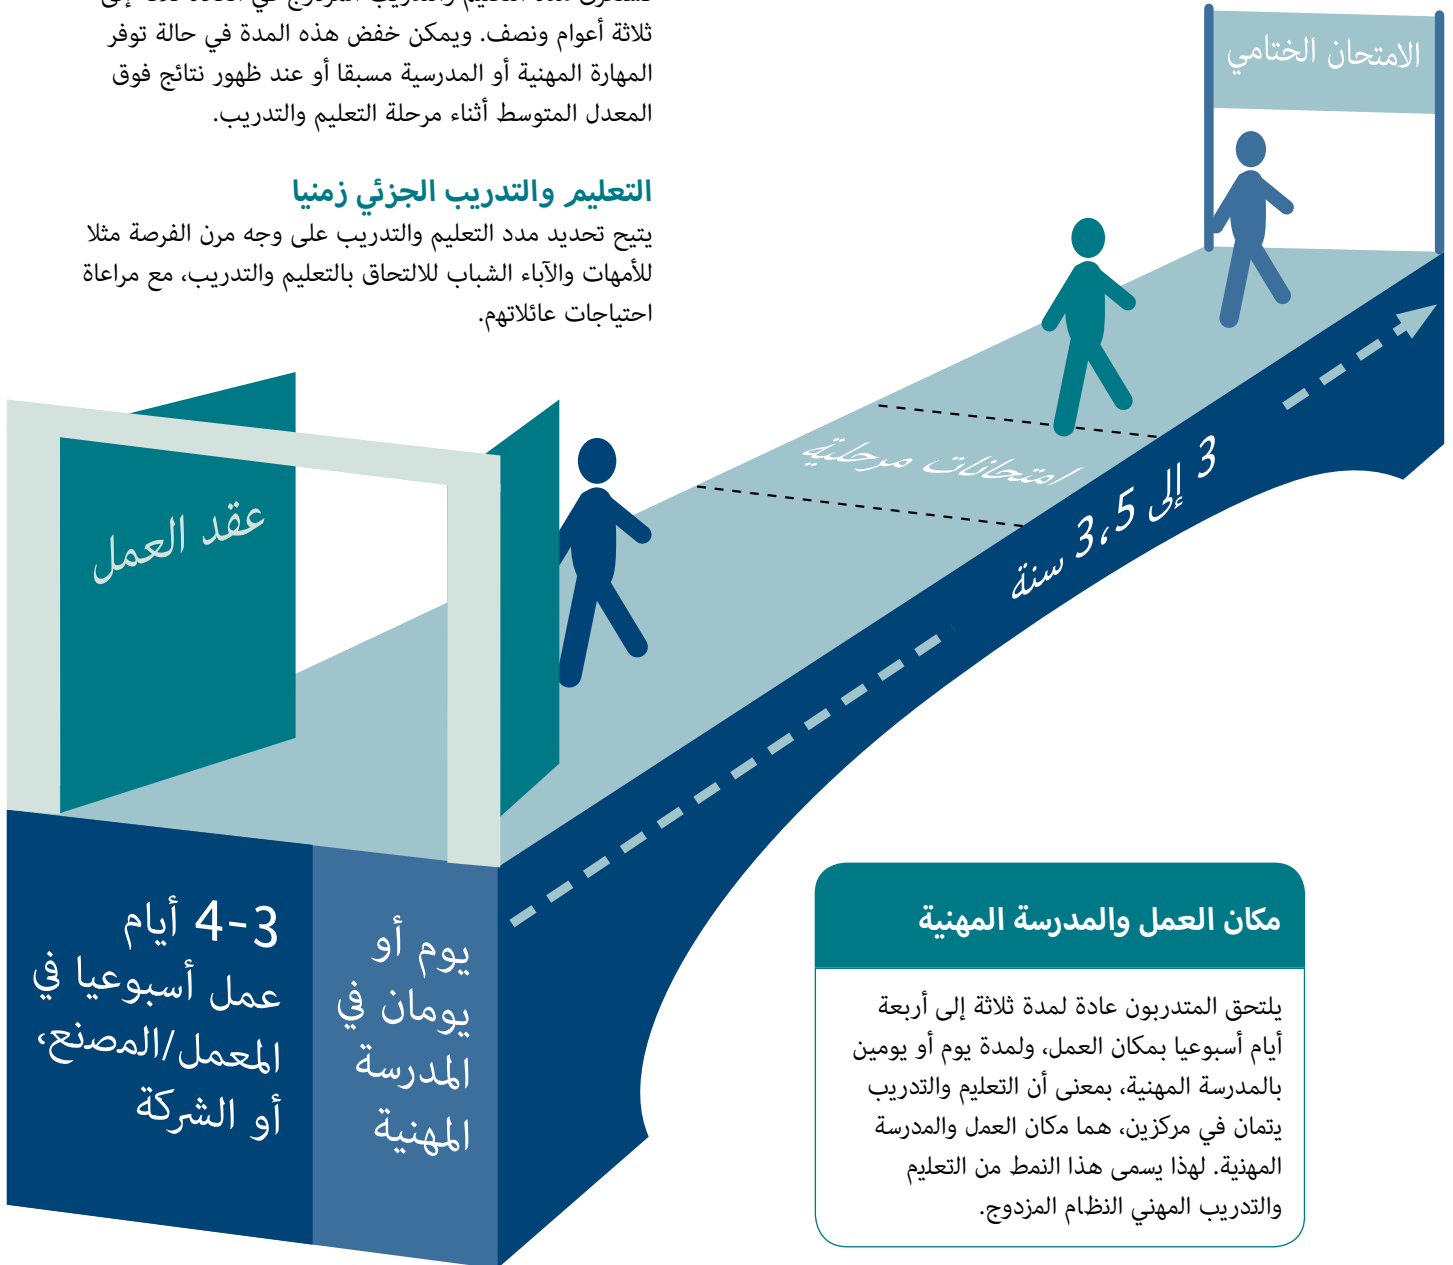 ثلاثة أعوام ونصف. ويمكن خفض هذه المدة في حالة توفر
المهارة المهنية أو المدرسية مسبقا أو عند ظهور نتائج فوق
المعدل المتوسط أثناء مرحلة التعليم والتدريب.
التعليم والتدريب الجزئي زمنيا
يتيح تحديد مدد التعليم والتدريب على وجه مرن الفرصة مثلا
للأمهات والآباء الشباب للالتحاق بالتعليم والتدريب، مع مراعاة
احتياجات عائلاتهم.
الامتحان الختامي
امتحانات مرحلية
3 إلى 3،5 سنة
عقد العمل
3-4 أيام
عمل أسبوعيا في
المعمل/المصنع،
أو الشركة
يوم أو
يومان في
المدرسة
المهنية
مكان العمل والمدرسة المهنية
يلتحق المتدربون عادة لمدة ثلاثة إلى أربعة
أيام أسبوعيا بمكان العمل، ولمدة يوم أو يومين
بالمدرسة المهنية، بمعنى أن التعليم والتدريب
يتمان في مركزين، هما مكان العمل والمدرسة
المهنية. لهذا يسمى هذا النمط من التعليم
والتدريب المهني النظام المزدوج.